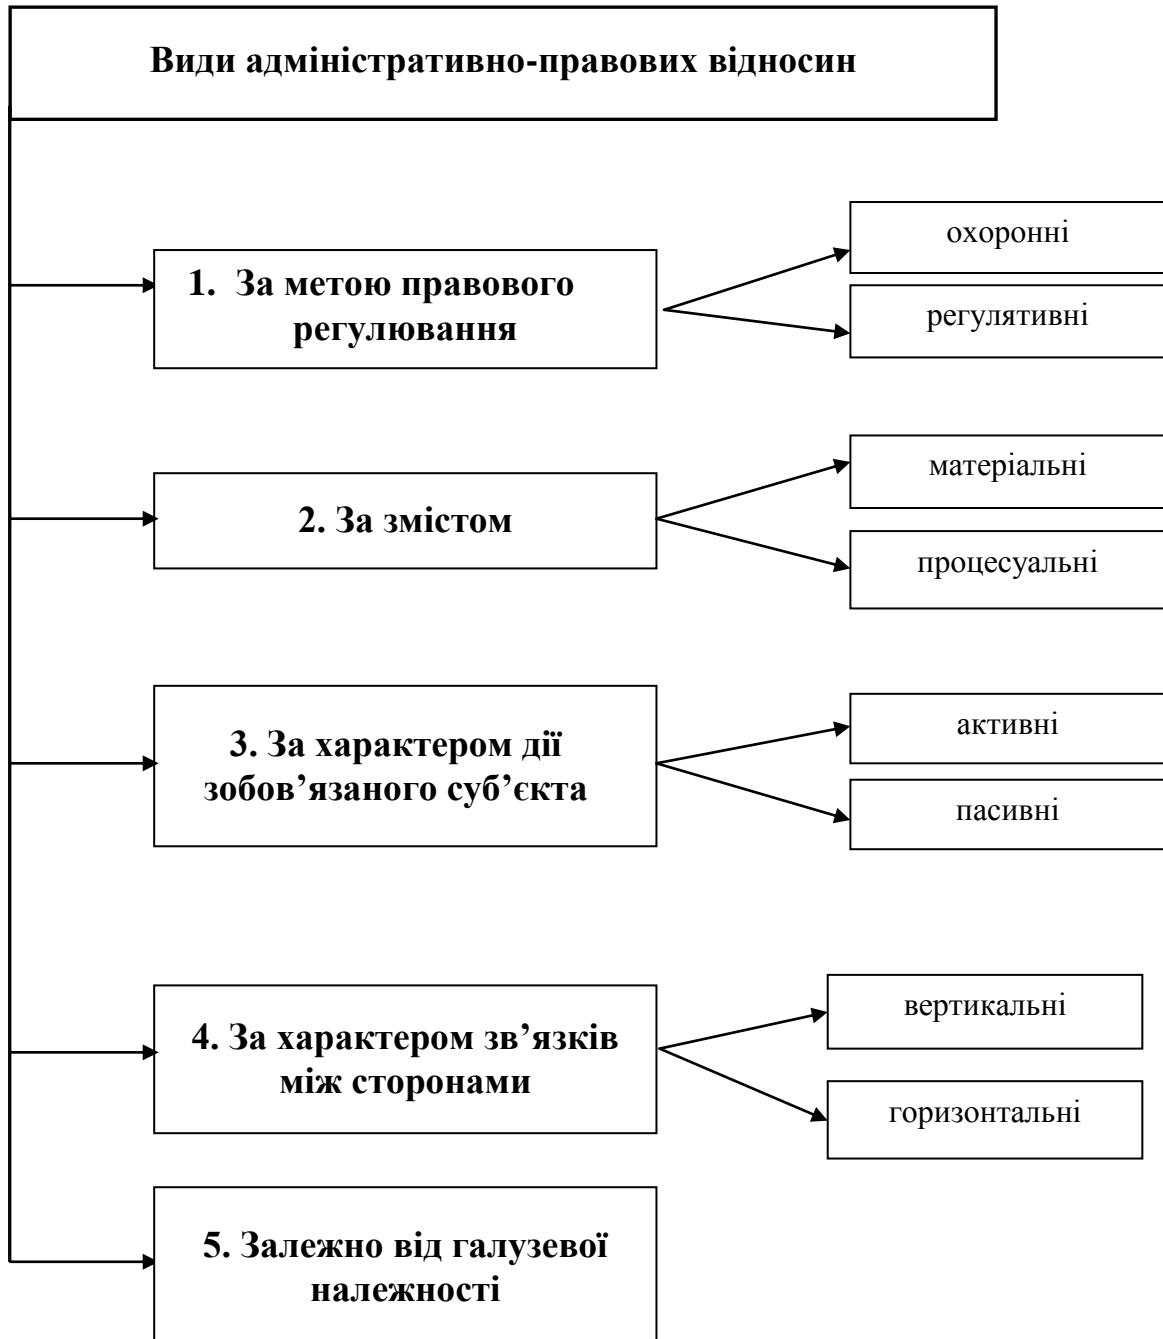 Види адміністративно-правових відносин
1. За метою правового
регулювання
охоронні
регулятивні
2. За змістом
матеріальні
процесуальні
3. За характером дії
зобов’язаного суб’єкта
активні
пасивні
4. За характером зв’язків
між сторонами
вертикальні
горизонтальні
5. Залежно від галузевої
належності